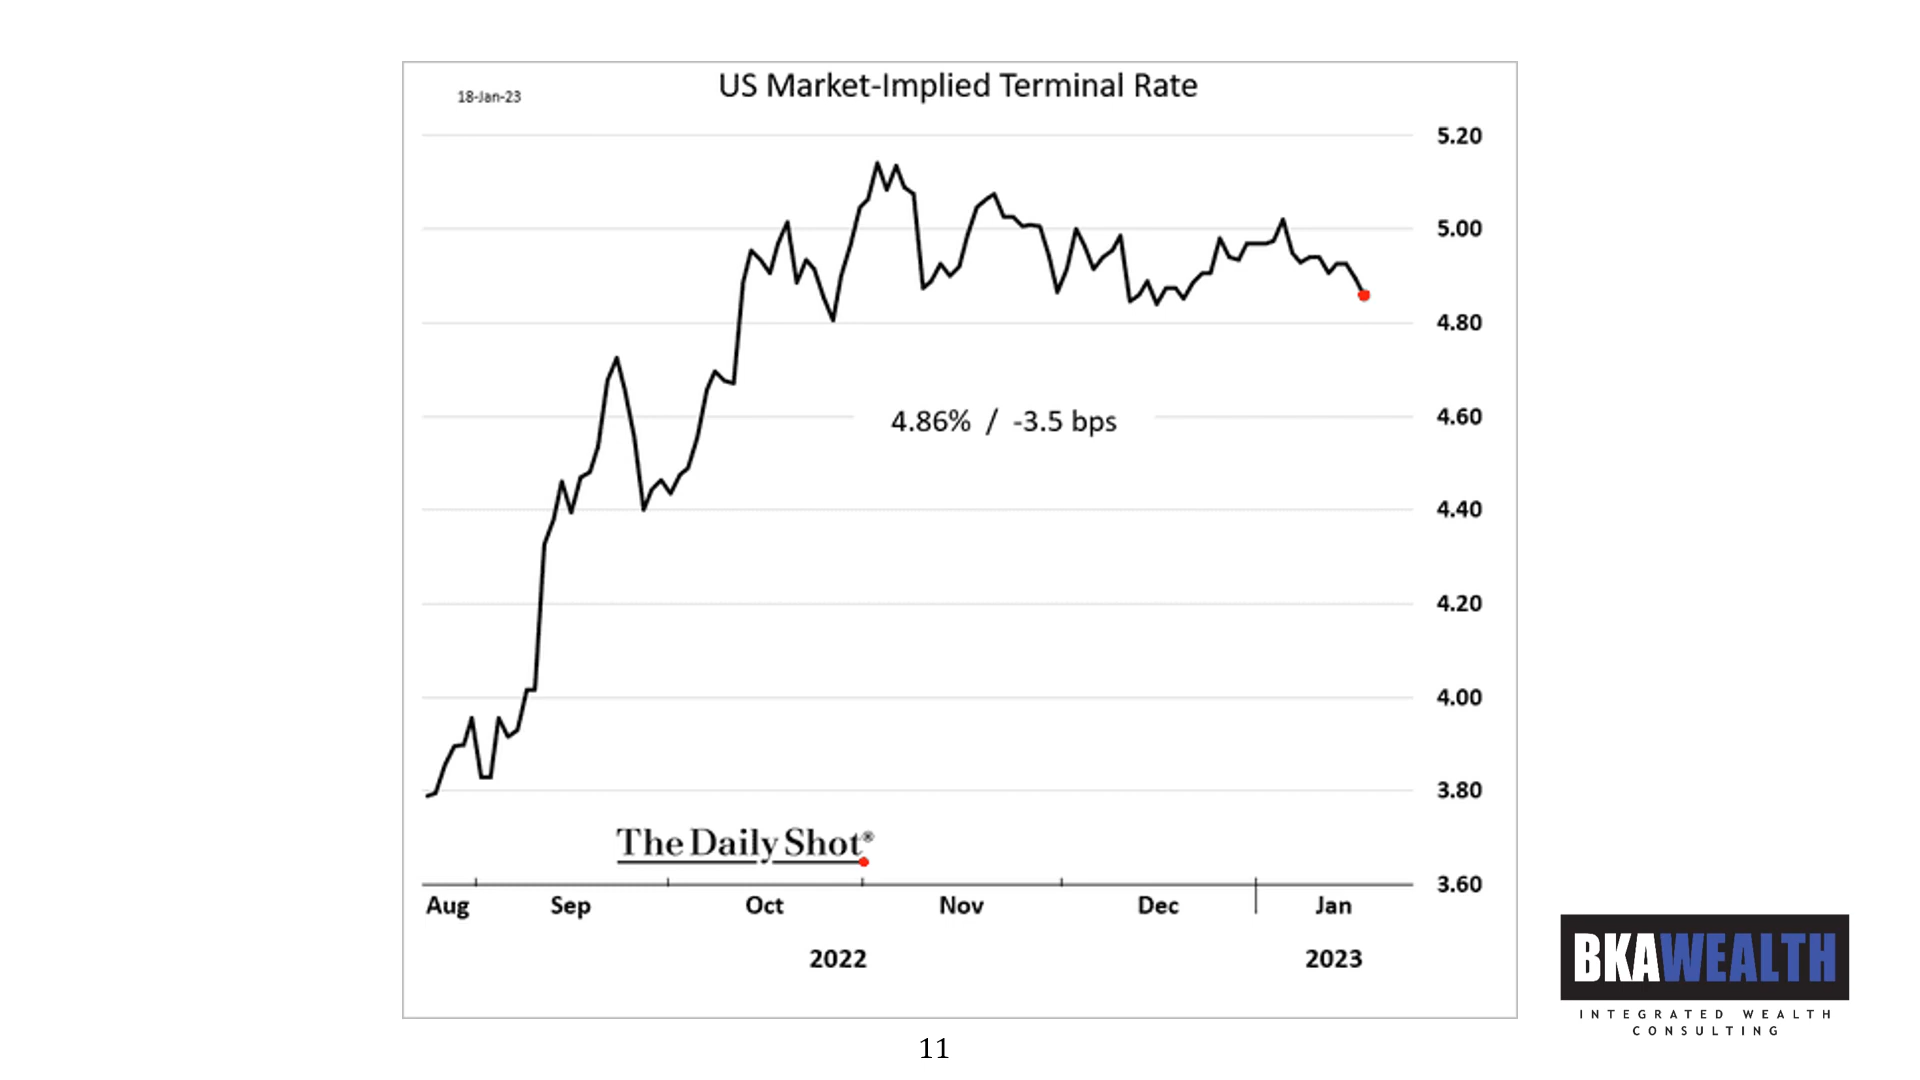 US Market-Implied Terminal Rate
18-Jan-23
5.20
5.00
4.80
4.60
4.86% / -3.5 bps
4.40
4.20
4.00
3.80
The Daily Shot®
3.60
Aug Sep Oct Nov Dec Jan
2022 2023
BKAWEALTH
INTEGRATED WEALTH
CONSULTING
11